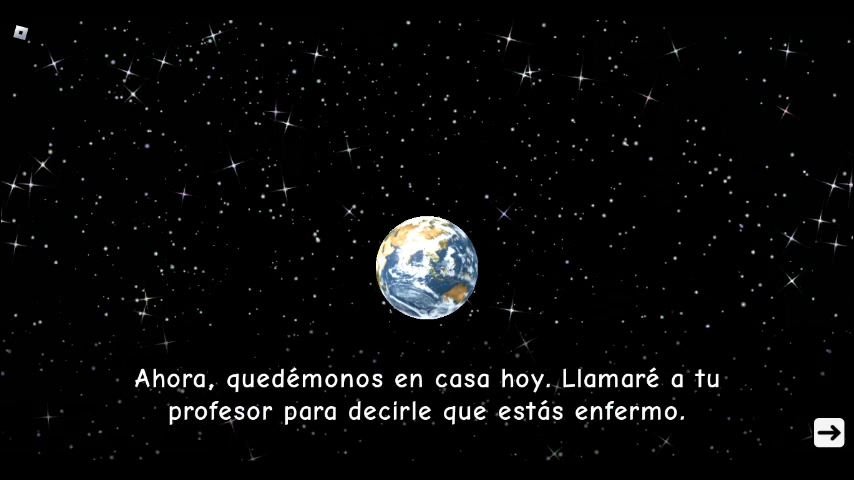 Ahora, quedémonos en casa hoy. Llamaré a tu
profesor para decirle que estás enfermo.